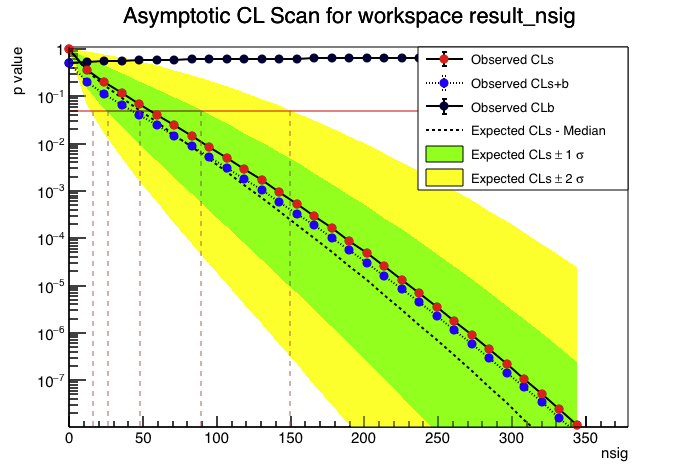 Asymptotic CL Scan for workspace result_nsig
p value
Observed CLs
Observed CLs+b
Observed CLb
Expected CLs - Median
Expected CLs ± 1 σ
Expected CLs ± 2 σ
1
10⁻¹
10⁻²
10⁻³
10⁻⁴
10⁻⁵
10⁻⁶
10⁻⁷
0 50 100 150 200 250 300 350
nsig